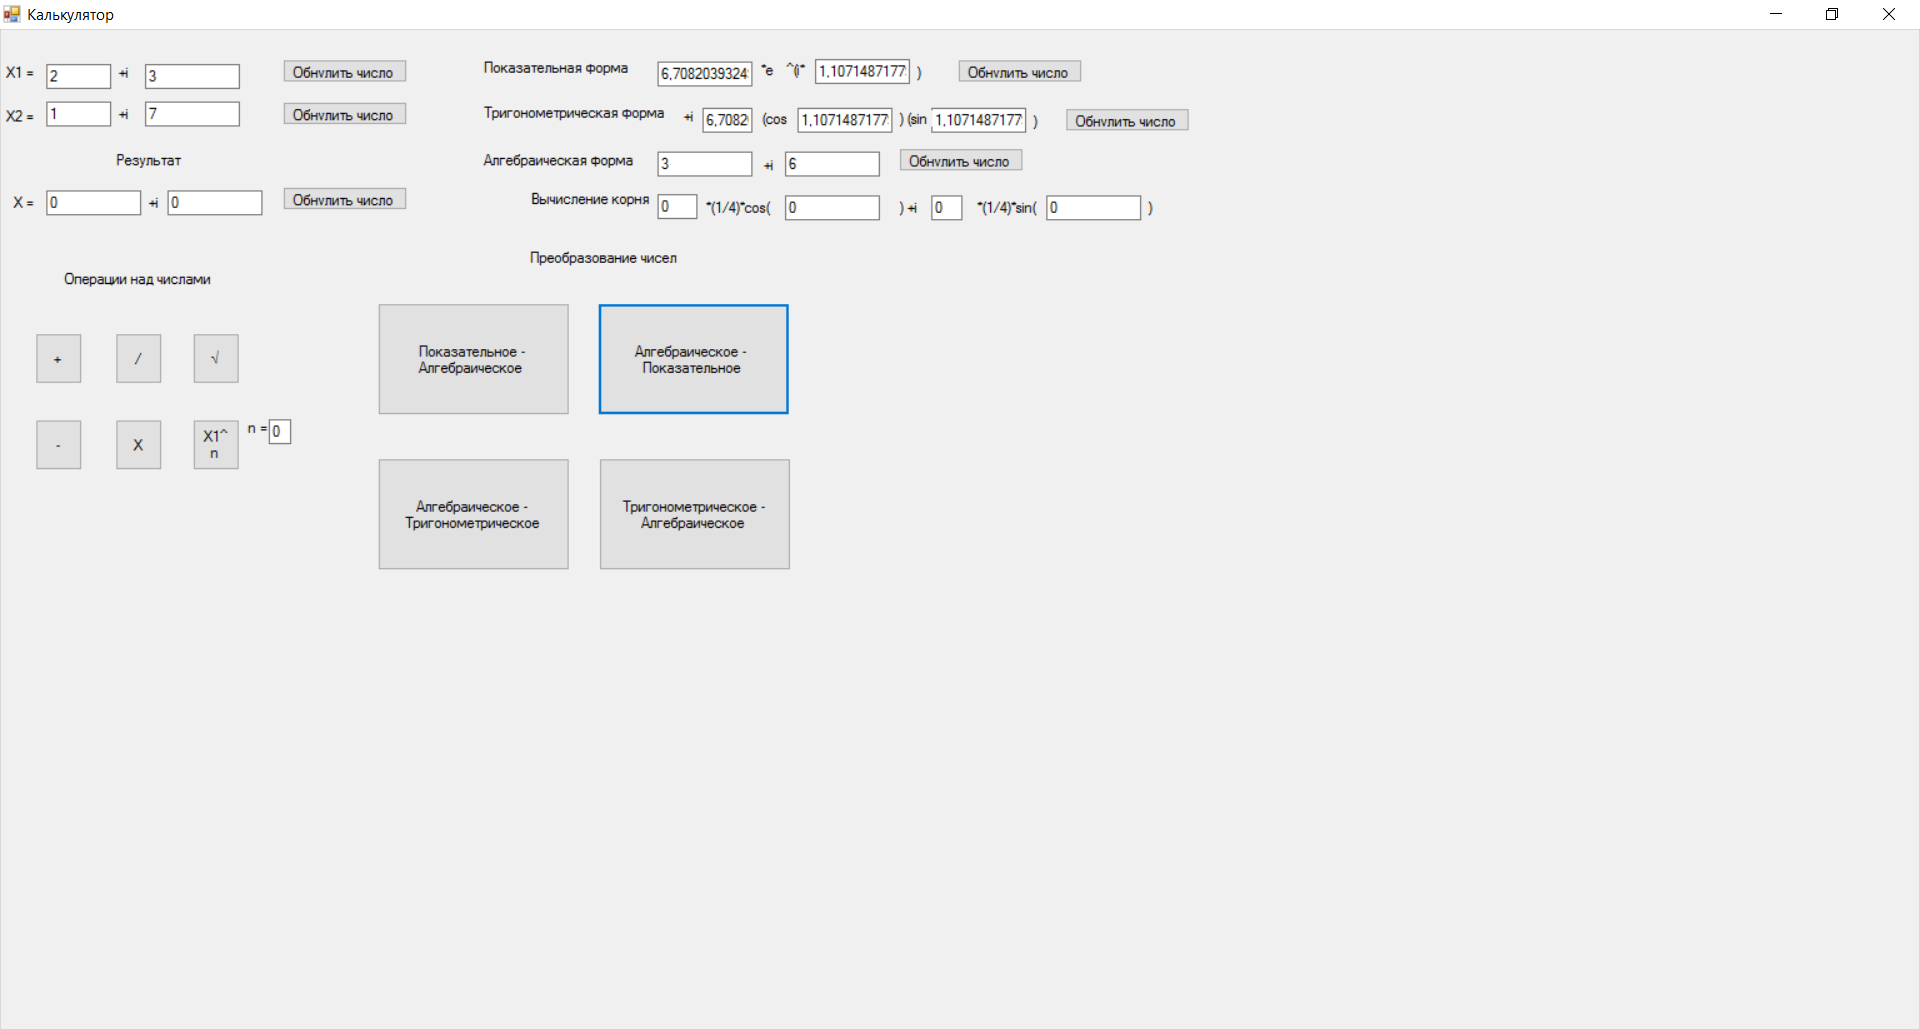 Калькулятор
X1 = 2 +i 3 Обнулить число
X2 = 1 +i 7 Обнулить число
Результат
X = 0 +i 0 Обнулить число
Показательная форма 6,7082039324 *e ^(i* 1,107148717 ) Обнулить число
Тригонометрическая форма +i 6,7082 (cos 1,107148717 ) (sin 1,107148717 ) Обнулить число
Алгебраическая форма 3 +i 6 Обнулить число
Вычисление корня 0 *(1/4)*cos( 0 ) +i 0 *(1/4)*sin( 0 )
Операции над числами
+ / √
- X X1^
n
n = 0
Преобразование чисел
Показательное -
Алгебраическое
Алгебраическое -
Показательное
Алгебраическое -
Тригонометрическое
Тригонометрическое -
Алгебраическое